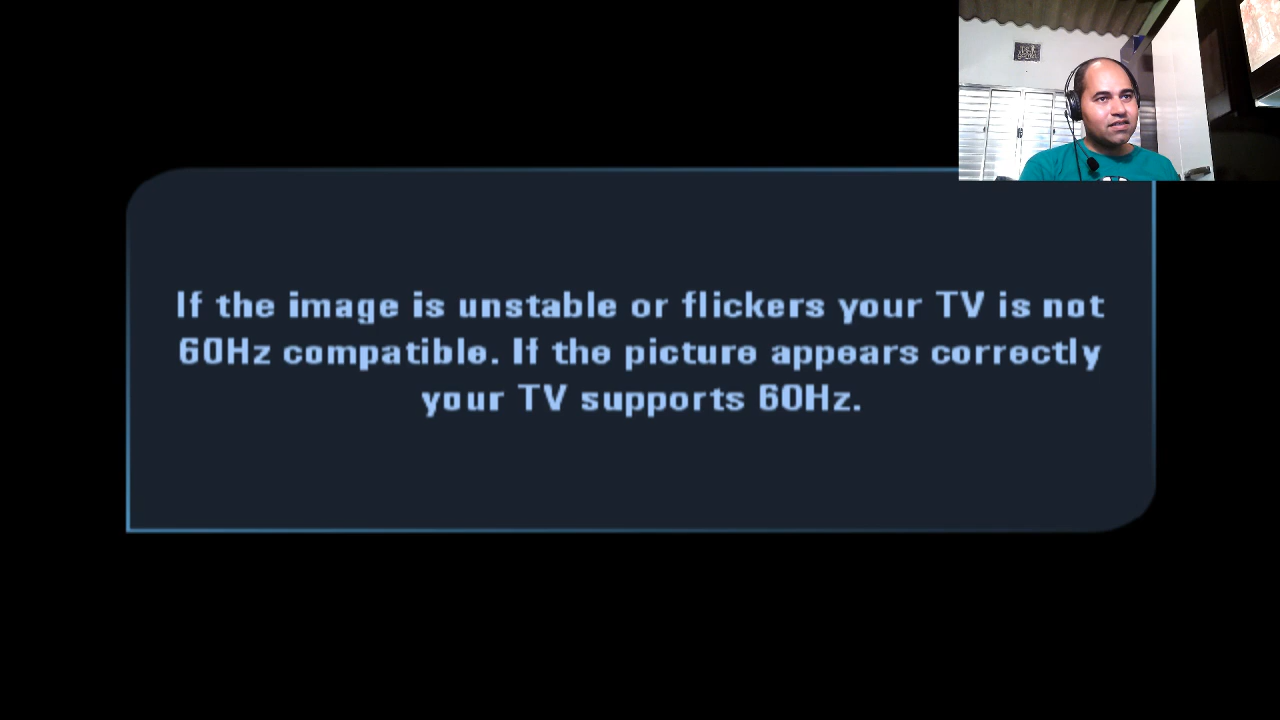 If the image is unstable or flickers your TV is not
60Hz compatible. If the picture appears correctly
your TV supports 60Hz.